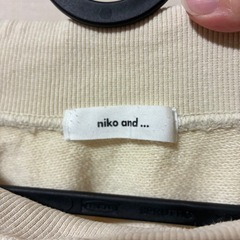 niko and ...